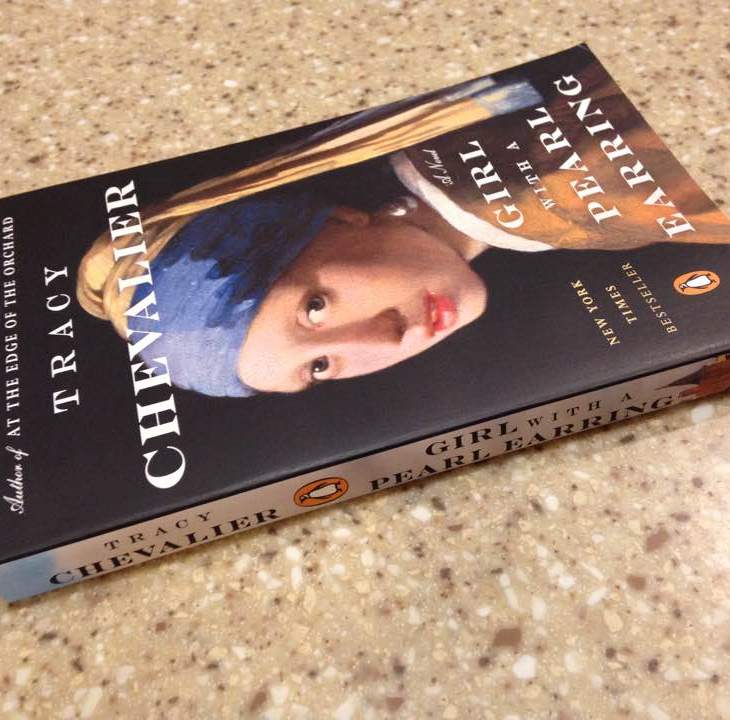 Author of AT THE EDGE OF THE ORCHARD
TRACY
CHEVALIER
A Novel
GIRL
WITH A
PEARL
EARRING
NEW YORK
TIMES
BESTSELLER
TRACY
CHEVALIER
GIRL WITH A
PEARL EARRING